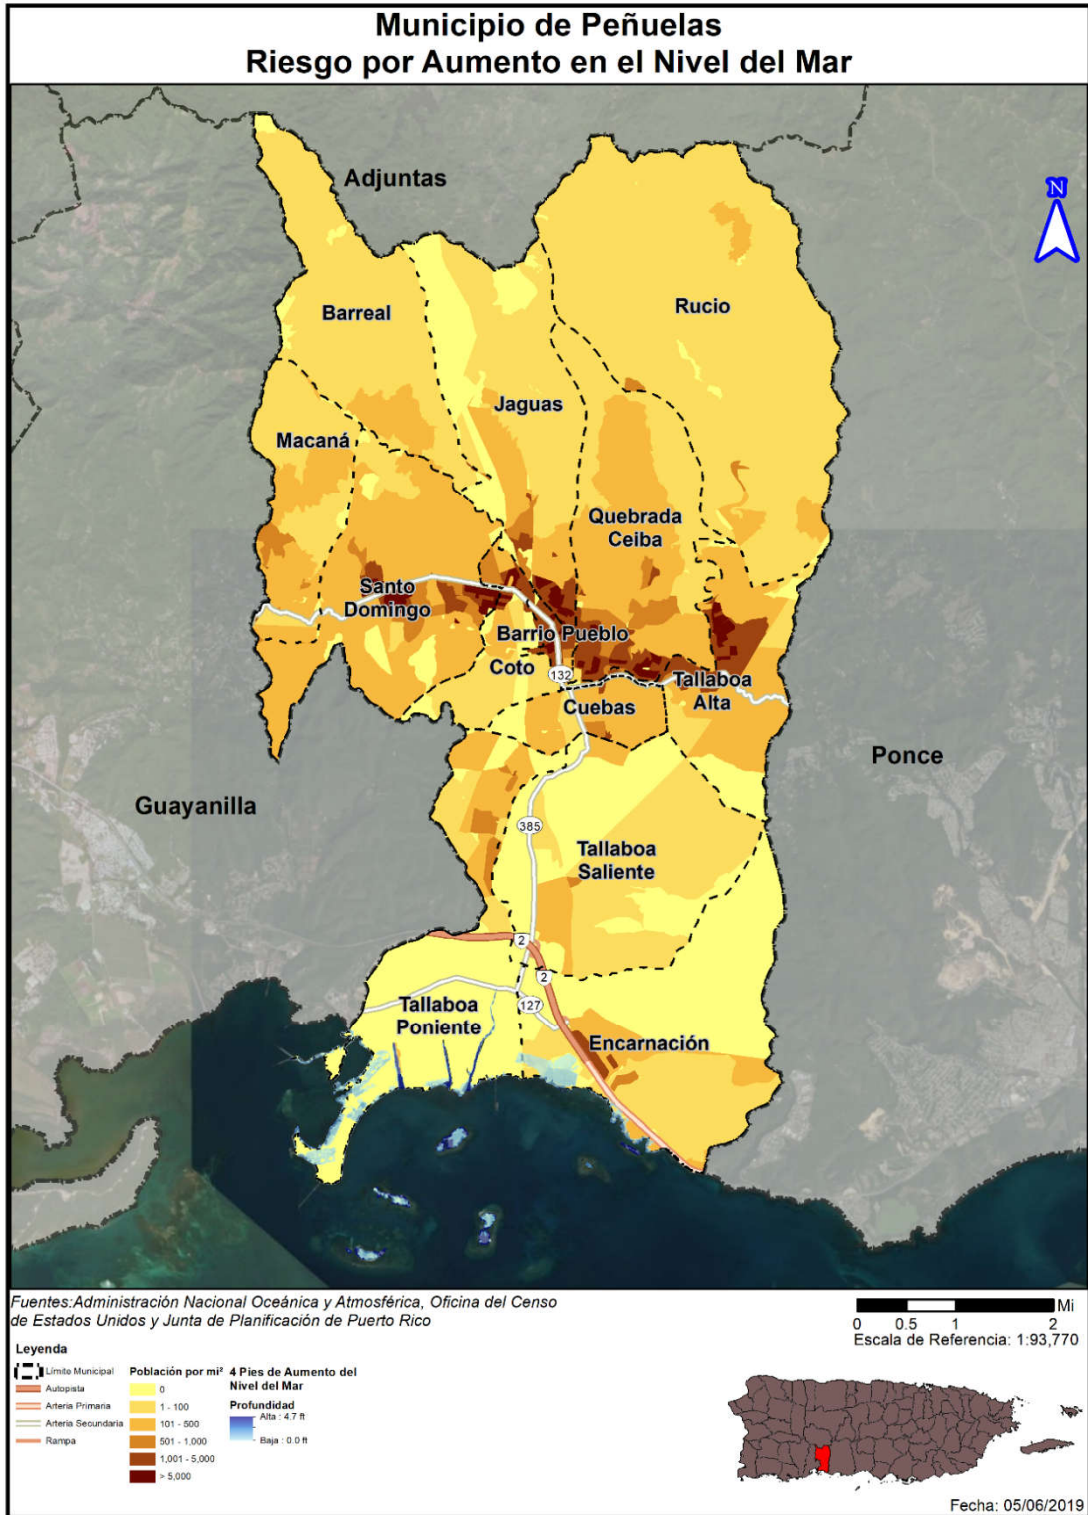 Municipio de Peñuelas
Riesgo por Aumento en el Nivel del Mar
Adjuntas
N
Barreal
Rucio
Jaguas
Macaná
Quebrada
Ceiba
Santo
Domingo
Barrio Pueblo
Coto
132
Tallaboa
Alta
Cuebas
Ponce
Guayanilla
385
Tallaboa
Saliente
2
2
127
Tallaboa
Poniente
Encarnación
Fuentes:Administración Nacional Oceánica y Atmosférica, Oficina del Censo
de Estados Unidos y Junta de Planificación de Puerto Rico
Mi
0 0.5 1 2
Escala de Referencia: 1:93,770
Leyenda
Límite Municipal
Autopista
Arteria Primaria
Arteria Secundaria
Rampa
Población por mi²
0
1 - 100
101 - 500
501 - 1,000
1,001 - 5,000
> 5,000
4 Pies de Aumento del
Nivel del Mar
Profundidad
Alta : 4.7 ft
Baja : 0.0 ft
Fecha: 05/06/2019